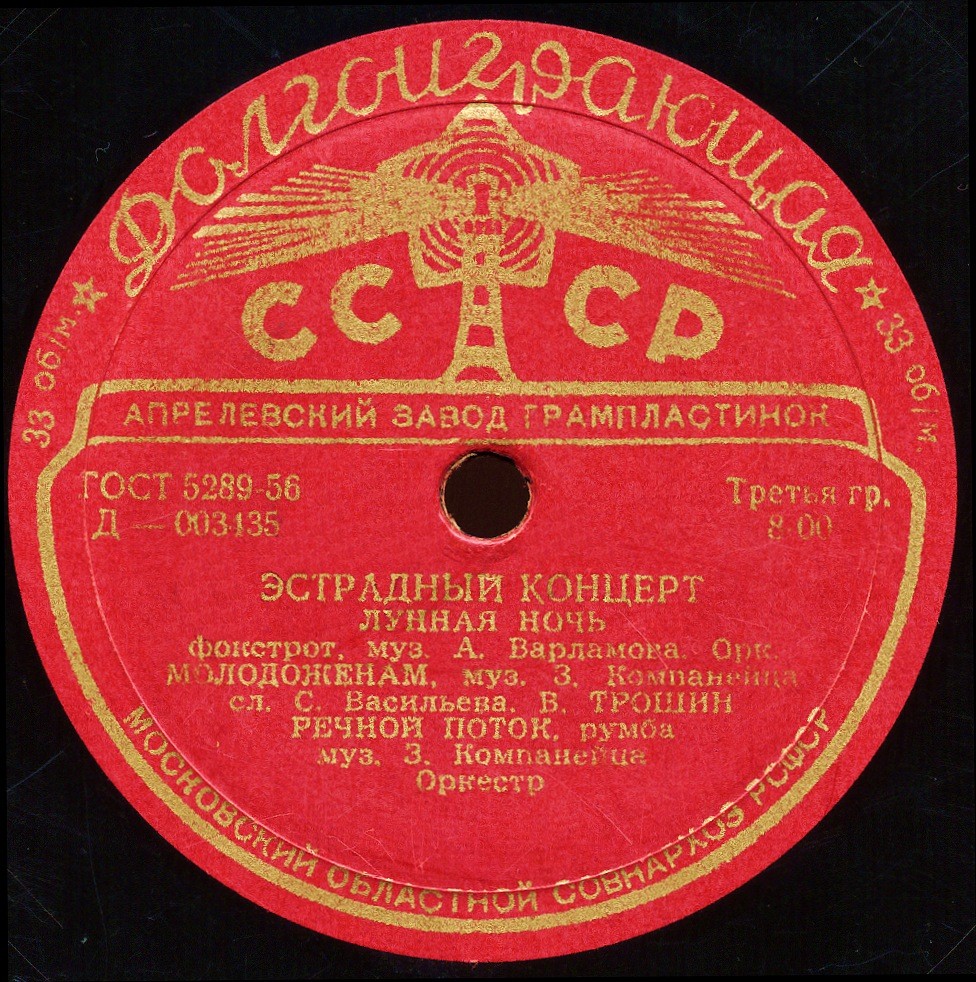 Долгоиграющая
33 об/м.
33 об/м.
СССР
АПРЕЛЕВСКИЙ ЗАВОД ГРАМПЛАСТИНОК
ГОСТ 5289-56
Третья гр.
Д — 003435
8-00
ЭСТРАДНЫЙ КОНЦЕРТ
ЛУННАЯ НОЧЬ
фокстрот, муз. А. Варламова. Орк.
МОЛОДОЖЕНАМ, муз. З. Компанейца
сл. С. Васильева. В. ТРОШИН
РЕЧНОЙ ПОТОК, румба
муз. З. Компанейца
Оркестр
МОСКОВСКИЙ ОБЛАСТНОЙ СОВНАРХОЗ РСФСР